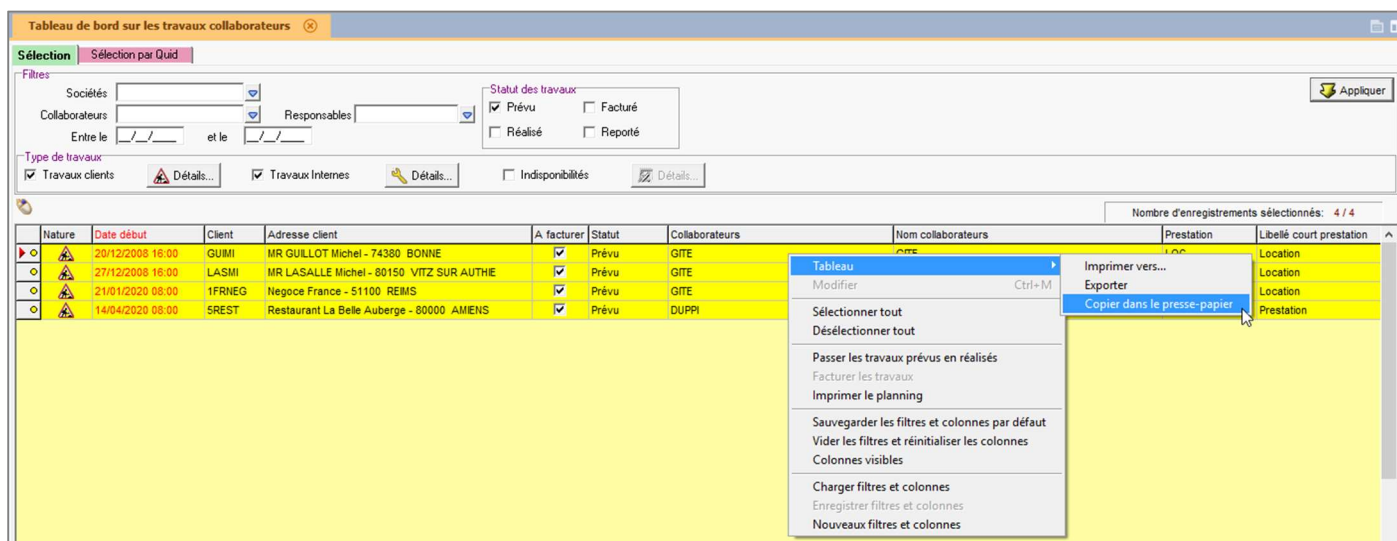 Tableau de bord sur les travaux collaborateurs
Sélection Sélection par Quid
Filtres
Sociétés
Statut des travaux
Appliquer
Collaborateurs Responsables
Prévu Facturé
Entre le __/__/____ et le __/__/____
Réalisé Reporté
Type de travaux
Travaux clients Détails... Travaux Internes Détails... Indisponibilités Détails...
Nombre d'enregistrements sélectionnés: 4 / 4
Nature Date début Client Adresse client A facturer Statut Collaborateurs Nom collaborateurs Prestation Libellé court prestation
20/12/2008 16:00 GUIMI MR GUILLOT Michel - 74380 BONNE Prévu GITE GITE LOC Location
27/12/2008 16:00 LASMI MR LASALLE Michel - 80150 VITZ SUR AUTHIE Prévu GITE Location
21/01/2020 08:00 1FRNEG Negoce France - 51100 REIMS Prévu GITE Location
14/04/2020 08:00 5REST Restaurant La Belle Auberge - 80000 AMIENS Prévu DUPPI Prestation
Tableau
Modifier Ctrl+M
Sélectionner tout
Désélectionner tout
Passer les travaux prévus en réalisés
Facturer les travaux
Imprimer le planning
Sauvegarder les filtres et colonnes par défaut
Vider les filtres et réinitialiser les colonnes
Colonnes visibles
Charger filtres et colonnes
Enregistrer filtres et colonnes
Nouveaux filtres et colonnes
Imprimer vers...
Exporter
Copier dans le presse-papier